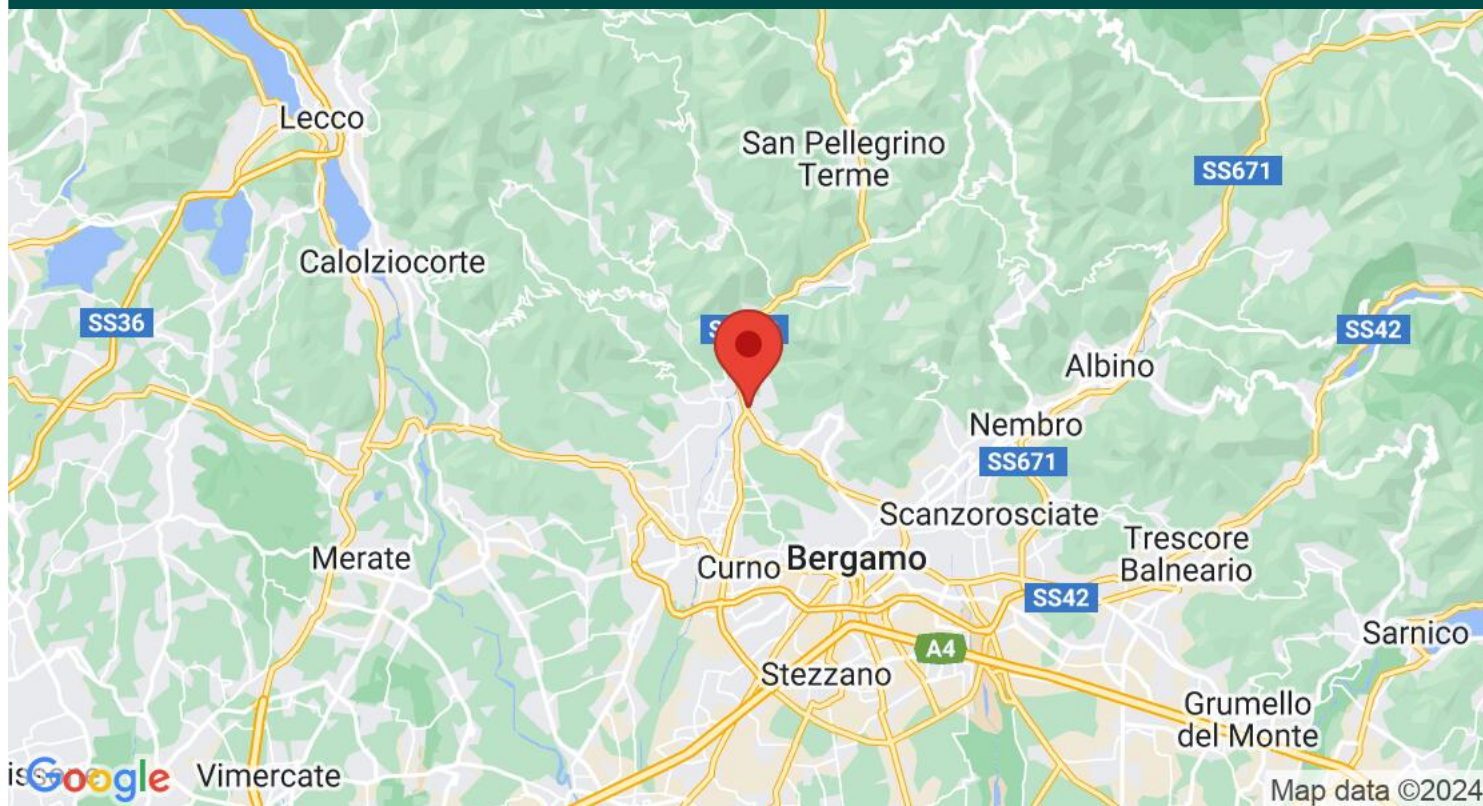 Lecco
San Pellegrino
Terme
SS671
Calolziocorte
SS36
SS42
Albino
Nembro
SS671
Scanzorosciate
Trescore
Balneario
Merate
Curno
Bergamo
SS42
Sarnico
A4
Stezzano
Grumello
del Monte
Google
Vimercate
Map data ©2024